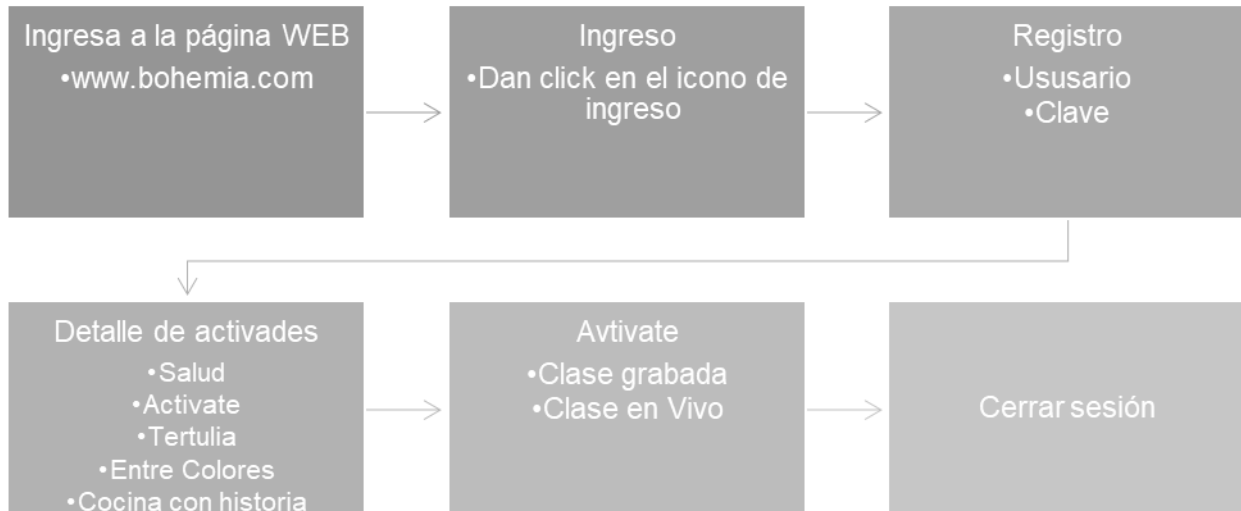 Ingresa a la página WEB
•www.bohemia.com
Ingreso
•Dan click en el icono de
ingreso
Registro
•Ususario
•Clave
Detalle de activades
•Salud
•Activate
•Tertulia
•Entre Colores
•Cocina con historia
Avtivate
•Clase grabada
•Clase en Vivo
Cerrar sesión